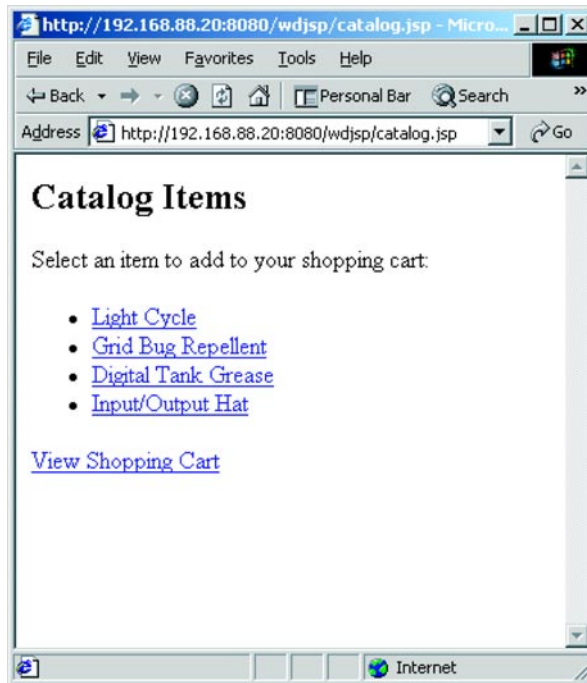 http://192.168.88.20:8080/wdjsp/catalog.jsp - Micro...
File Edit View Favorites Tools Help
Back Personal Bar Search »
Address http://192.168.88.20:8080/wdjsp/catalog.jsp Go
Catalog Items
Select an item to add to your shopping cart:
• Light Cycle
• Grid Bug Repellent
• Digital Tank Grease
• Input/Output Hat
View Shopping Cart
Internet